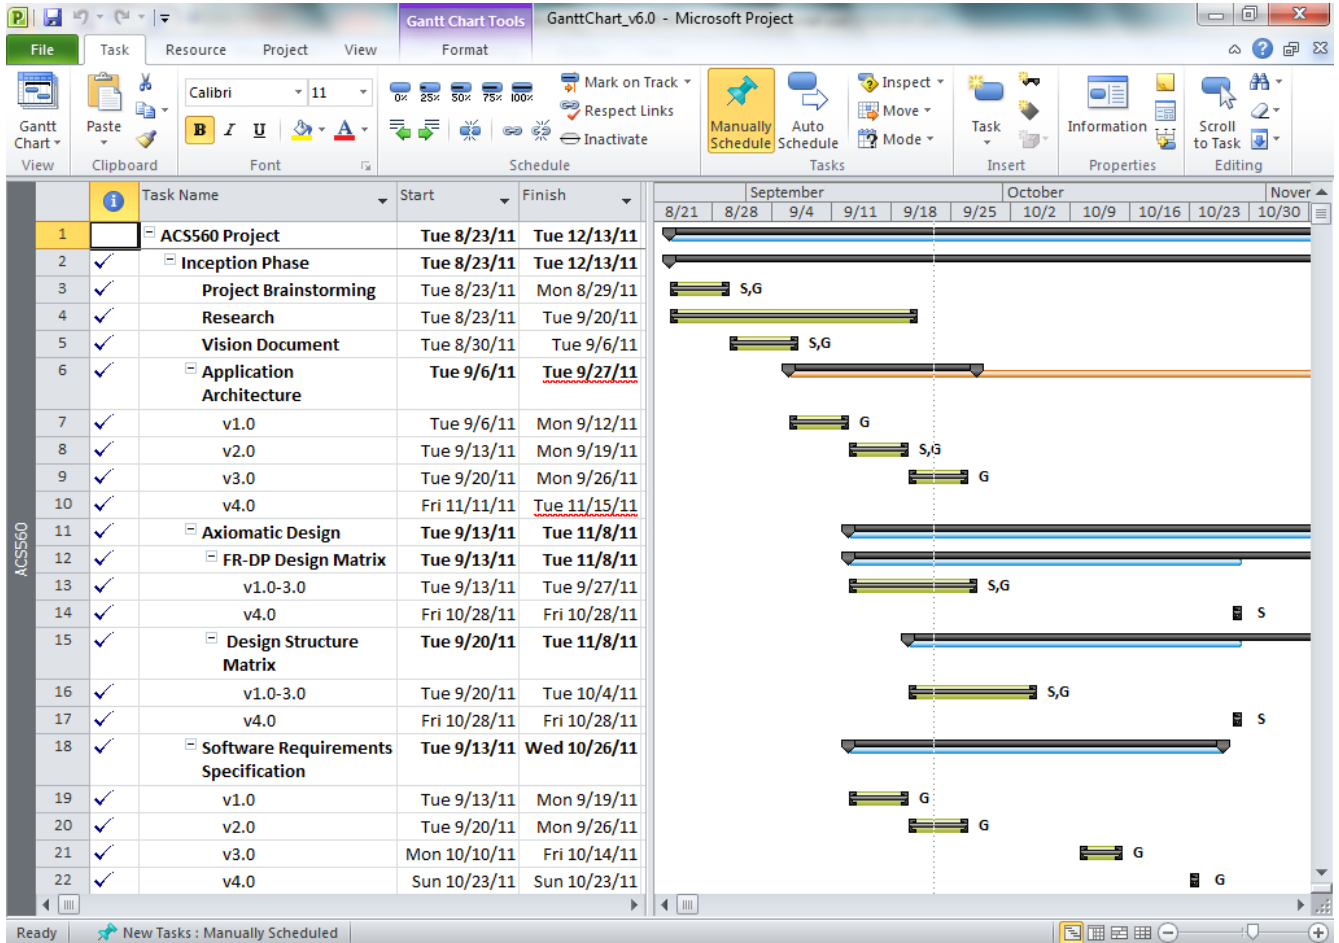 P Gantt Chart Tools GanttChart_v6.0 - Microsoft Project
File Task Resource Project View Format
Gantt Chart
View
Paste
Clipboard
Calibri 11
B I U A
Font
0% 25% 50% 75% 100%
Mark on Track
Respect Links
Inactivate
Schedule
Manually Schedule
Auto Schedule
Inspect
Move
Mode
Tasks
Task
Insert
Information
Properties
Scroll to Task
Editing
Task Name Start Finish
September October Nover
8/21 8/28 9/4 9/11 9/18 9/25 10/2 10/9 10/16 10/23 10/30
ACS560
1 ACS560 Project Tue 8/23/11 Tue 12/13/11
2 Inception Phase Tue 8/23/11 Tue 12/13/11
3 Project Brainstorming Tue 8/23/11 Mon 8/29/11 S,G
4 Research Tue 8/23/11 Tue 9/20/11
5 Vision Document Tue 8/30/11 Tue 9/6/11 S,G
6 Application Tue 9/6/11 Tue 9/27/11
Architecture
7 v1.0 Tue 9/6/11 Mon 9/12/11 G
8 v2.0 Tue 9/13/11 Mon 9/19/11 S,G
9 v3.0 Tue 9/20/11 Mon 9/26/11 G
10 v4.0 Fri 11/11/11 Tue 11/15/11
11 Axiomatic Design Tue 9/13/11 Tue 11/8/11
12 FR-DP Design Matrix Tue 9/13/11 Tue 11/8/11
13 v1.0-3.0 Tue 9/13/11 Tue 9/27/11 S,G
14 v4.0 Fri 10/28/11 Fri 10/28/11 S
15 Design Structure Tue 9/20/11 Tue 11/8/11
Matrix
16 v1.0-3.0 Tue 9/20/11 Tue 10/4/11 S,G
17 v4.0 Fri 10/28/11 Fri 10/28/11 S
18 Software Requirements Tue 9/13/11 Wed 10/26/11
Specification
19 v1.0 Tue 9/13/11 Mon 9/19/11 G
20 v2.0 Tue 9/20/11 Mon 9/26/11 G
21 v3.0 Mon 10/10/11 Fri 10/14/11 G
22 v4.0 Sun 10/23/11 Sun 10/23/11 G
Ready New Tasks : Manually Scheduled